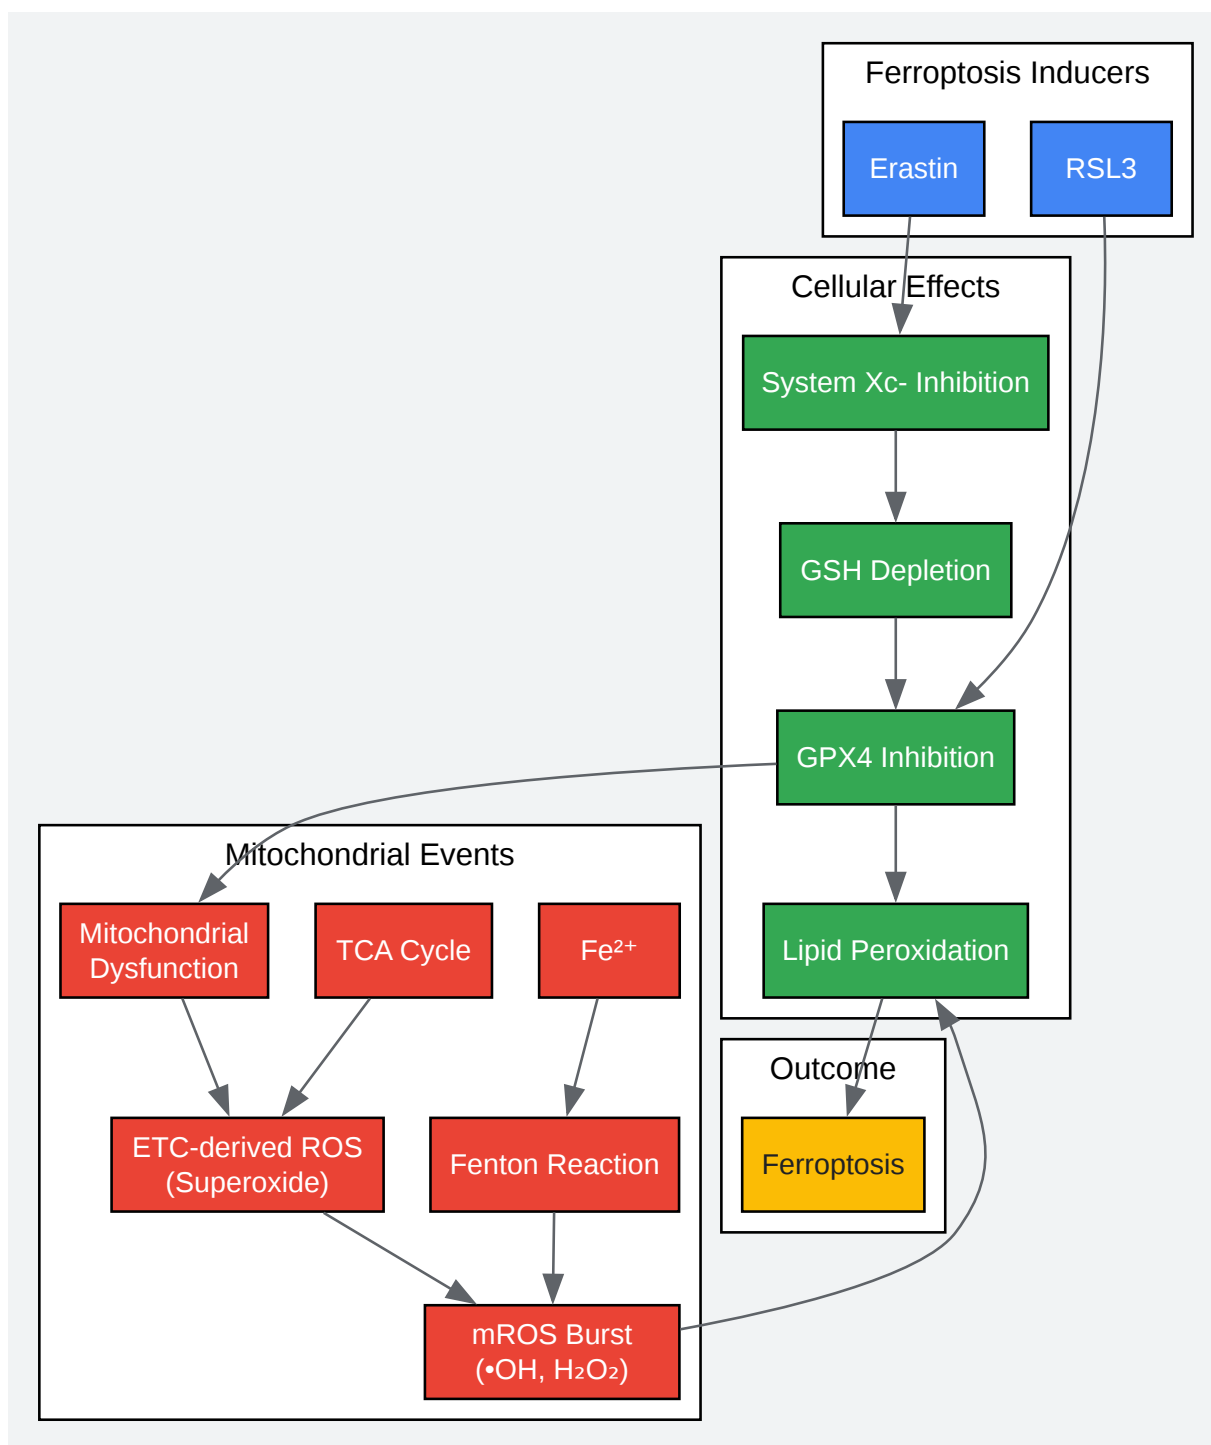 Ferroptosis Inducers
Erastin
RSL3
Cellular Effects
System Xc- Inhibition
GSH Depletion
GPX4 Inhibition
Lipid Peroxidation
Mitochondrial Events
Mitochondrial
Dysfunction
TCA Cycle
Fe²⁺
ETC-derived ROS
(Superoxide)
Fenton Reaction
mROS Burst
(•OH, H₂O₂)
Outcome
Ferroptosis